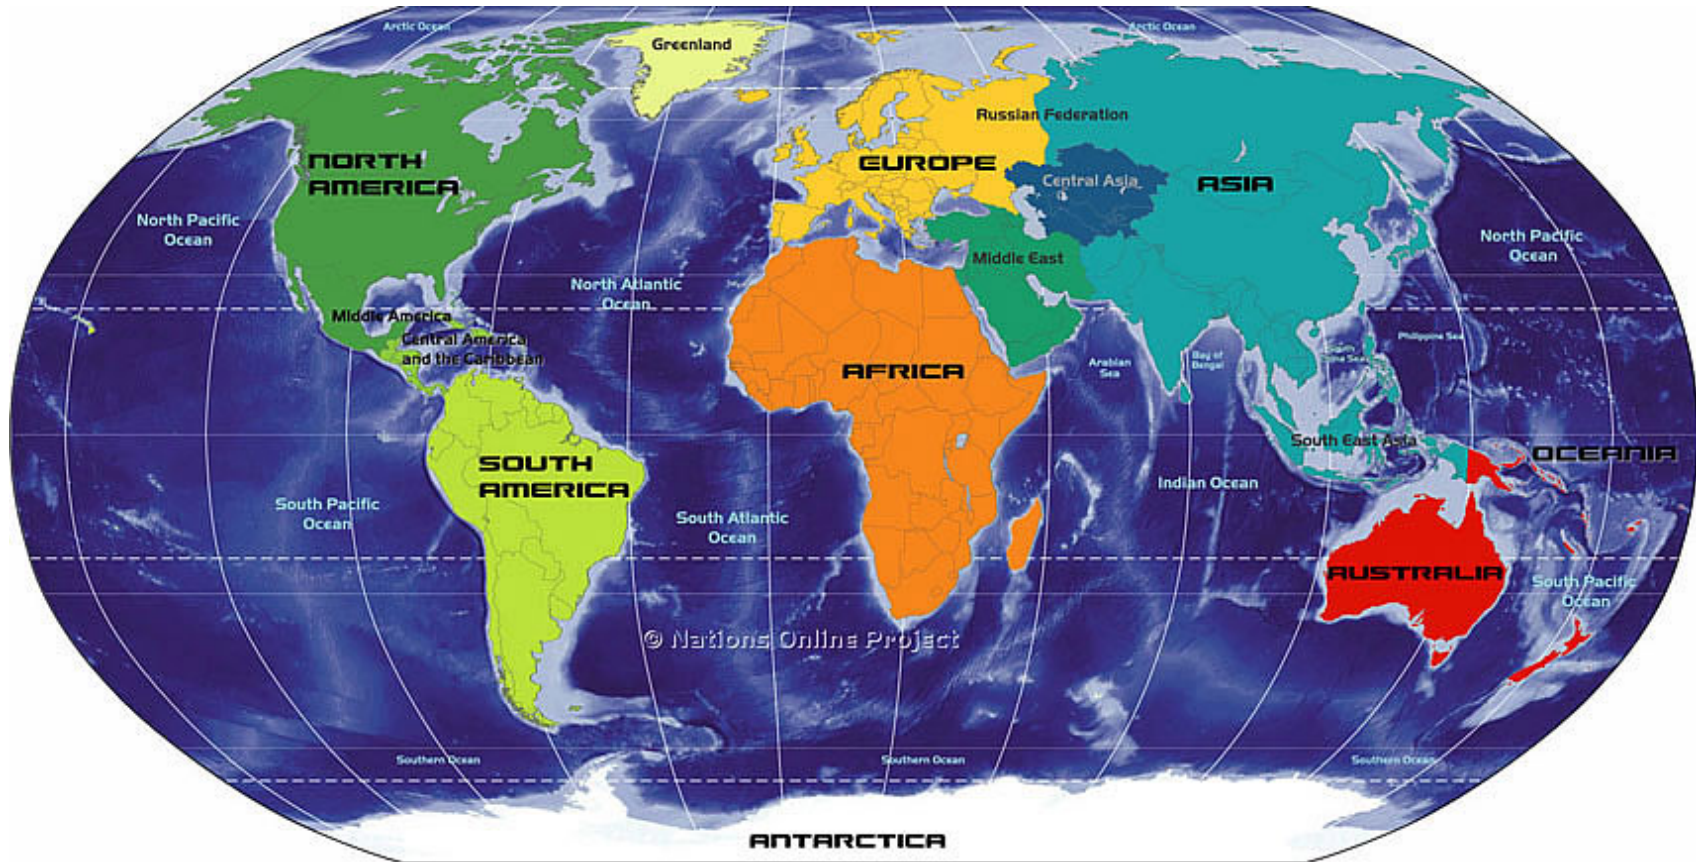 Arctic Ocean
Arctic Ocean
Greenland
Russian Federation
NORTH
AMERICA
EUROPE
Central Asia
ASIA
North Pacific
Ocean
North Pacific
Ocean
Middle East
North Atlantic
Ocean
Middle America
Central America
and the Caribbean
Philippine Sea
South
China Sea
Arabian
Sea
Bay of
Bengal
AFRICA
South East Asia
OCEANIA
SOUTH
AMERICA
Indian Ocean
South Pacific
Ocean
South Atlantic
Ocean
AUSTRALIA
South Pacific
Ocean
© Nations Online Project
Southern Ocean
Southern Ocean
Southern Ocean
ANTARCTICA